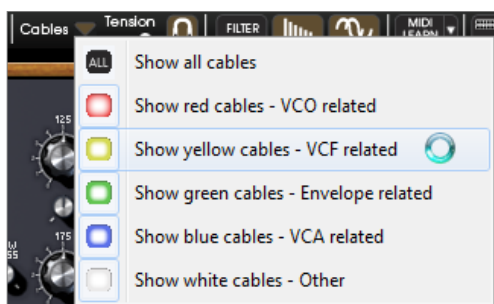 Cables Tension FILTER MIDI LEARN
ALL Show all cables
Show red cables - VCO related
Show yellow cables - VCF related
Show green cables - Envelope related
Show blue cables - VCA related
Show white cables - Other
125
175